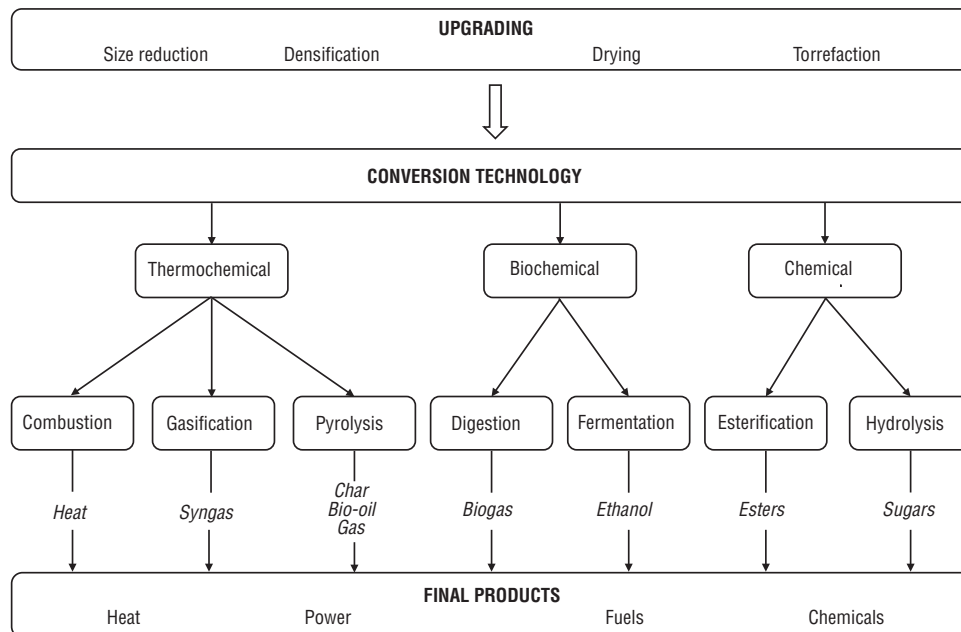 UPGRADING
Size reduction Densification Drying Torrefaction
CONVERSION TECHNOLOGY
Thermochemical Biochemical Chemical
Combustion Gasification Pyrolysis Digestion Fermentation Esterification Hydrolysis
Heat Syngas Char Biogas Ethanol Esters Sugars
Bio-oil
Gas
FINAL PRODUCTS
Heat Power Fuels Chemicals